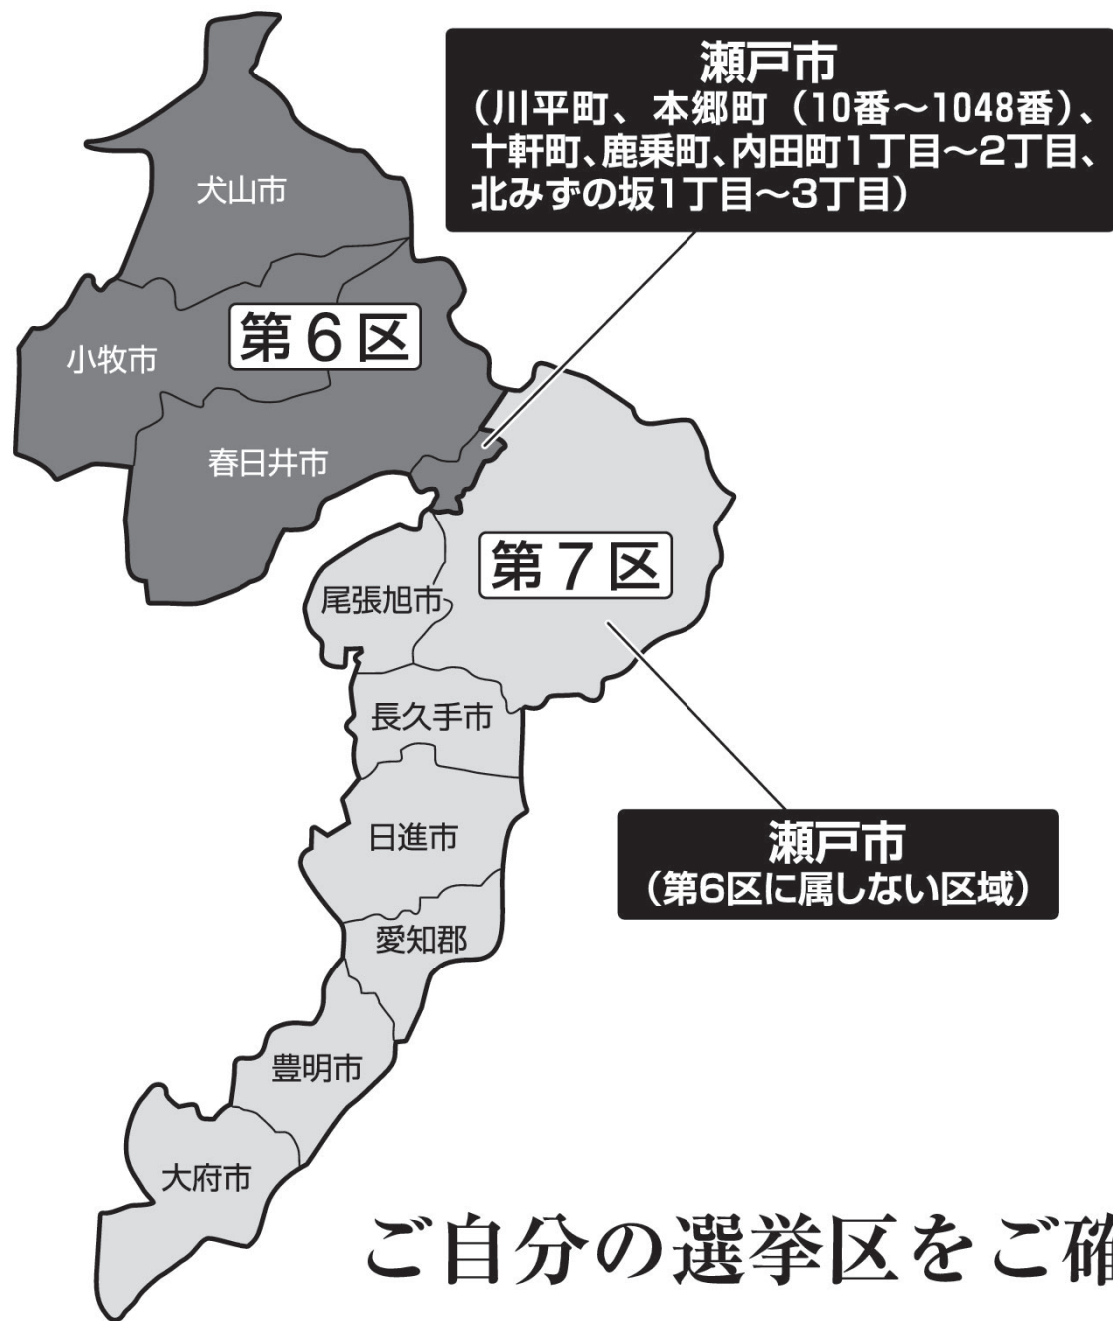 瀬戸市
（川平町、本郷町（10番～1048番）、
十軒町、鹿乗町、内田町1丁目～2丁目、
北みずの坂1丁目～3丁目）
犬山市
第6区
小牧市
春日井市
第7区
尾張旭市
長久手市
日進市
瀬戸市
（第6区に属しない区域）
愛知郡
豊明市
大府市
ご自分の選挙区をご確